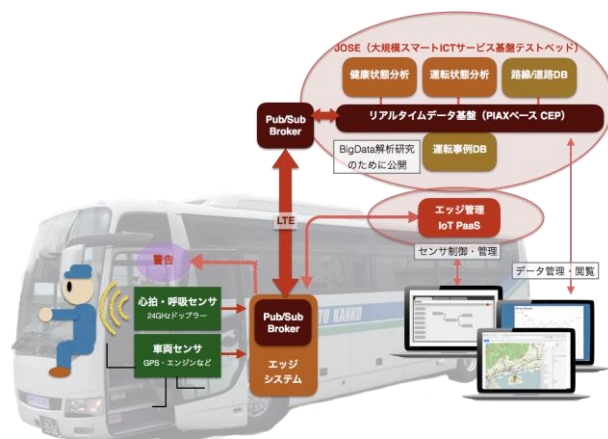 JOSE（大規模スマートICTサービス基盤テストベッド）
健康状態分析
運転状態分析
路線/道路DB
Pub/Sub
Broker
リアルタイムデータ基盤（PIAXベース CEP）
BigData解析研究
のために公開
運転事例DB
LTE
エッジ管理
IoT PaaS
警告
センサ制御・管理
データ管理・閲覧
心拍・呼吸センサ
24GHzドップラー
Pub/Sub
Broker
TO KANKO
車両センサ
GPS・エンジンなど
エッジ
システム